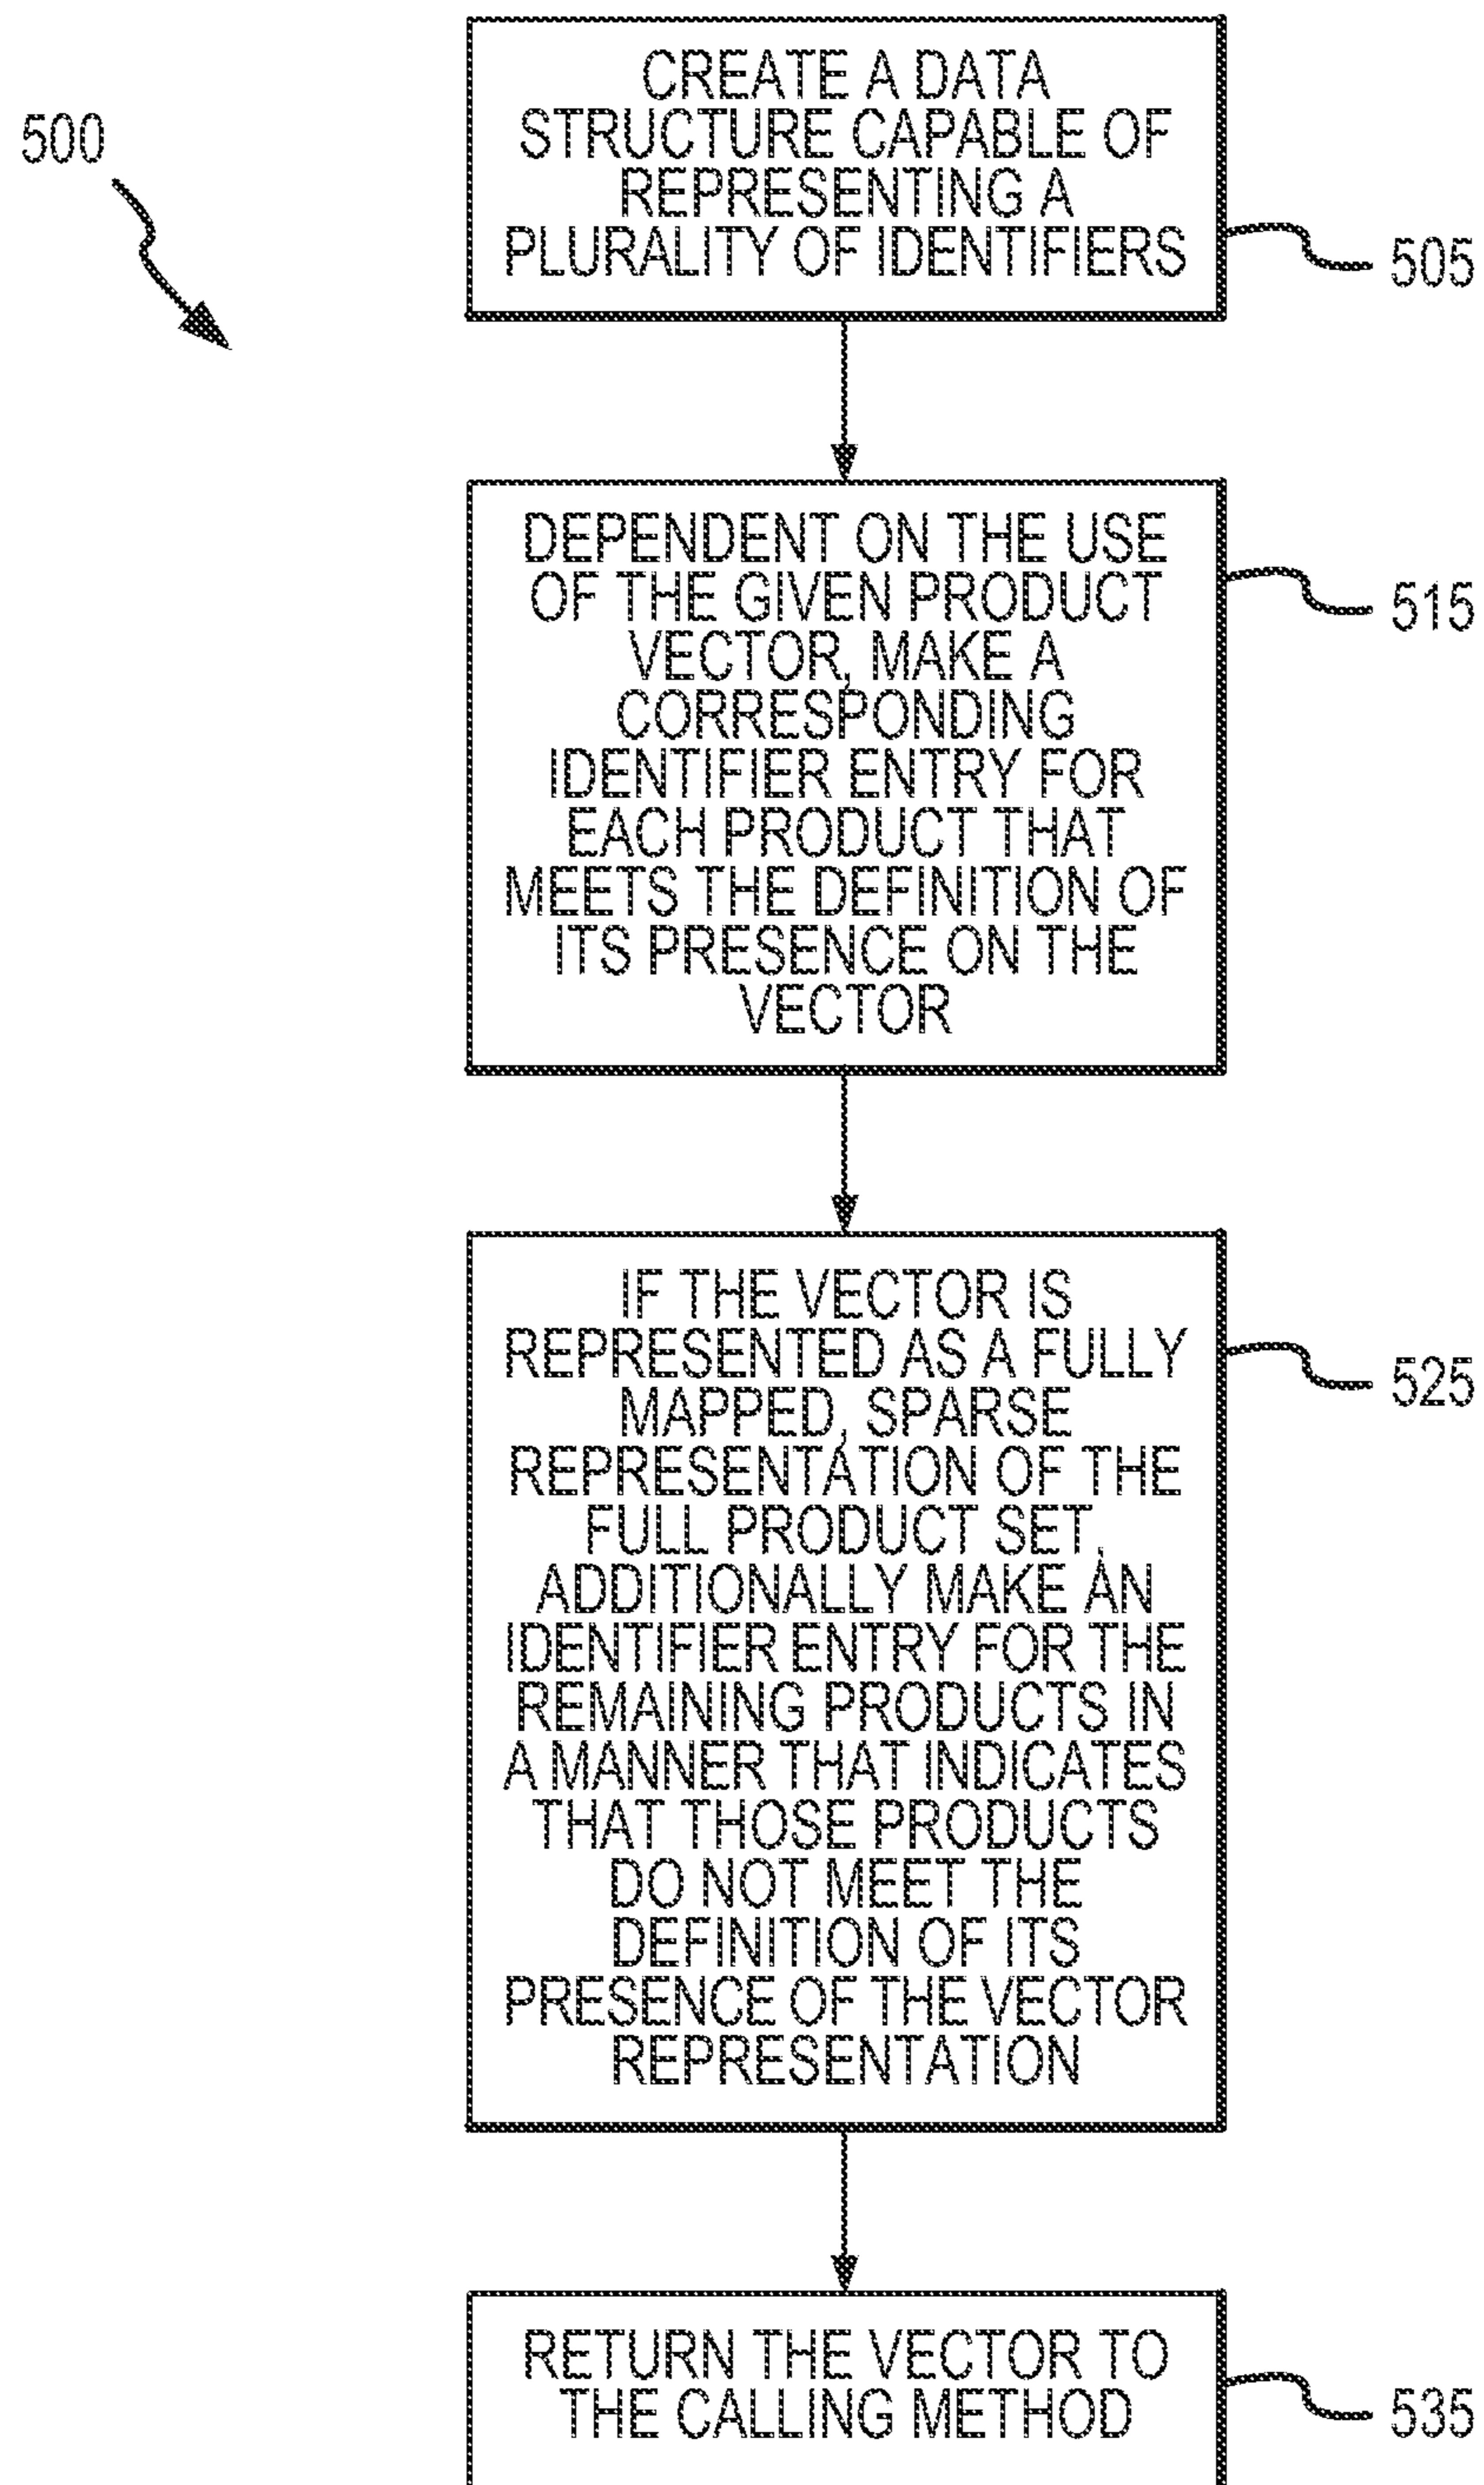 500
CREATE A DATA
STRUCTURE CAPABLE OF
REPRESENTING A
PLURALITY OF IDENTIFIERS
505
DEPENDENT ON THE USE
OF THE GIVEN PRODUCT
VECTOR, MAKE A
CORRESPONDING
IDENTIFIER ENTRY FOR
EACH PRODUCT THAT
MEETS THE DEFINITION OF
ITS PRESENCE ON THE
VECTOR
515
IF THE VECTOR IS
REPRESENTED AS A FULLY
MAPPED, SPARSE
REPRESENTATION OF THE
FULL PRODUCT SET,
ADDITIONALLY MAKE AN
IDENTIFIER ENTRY FOR THE
REMAINING PRODUCTS IN
A MANNER THAT INDICATES
THAT THOSE PRODUCTS
DO NOT MEET THE
DEFINITION OF ITS
PRESENCE OF THE VECTOR
REPRESENTATION
525
RETURN THE VECTOR TO
THE CALLING METHOD
535